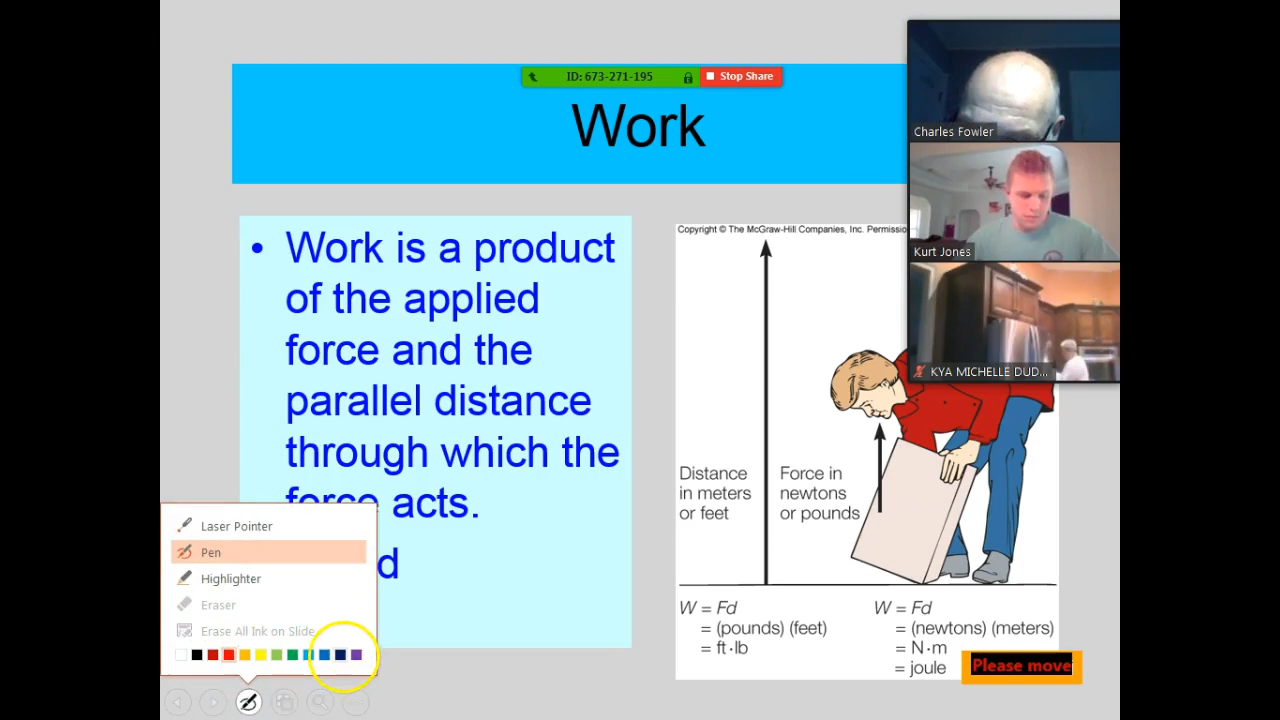 ID: 673-271-195
Stop Share
Work
Charles Fowler
Kurt Jones
KYA MICHELLE DUD...
• Work is a product
of the applied
force and the
parallel distance
through which the
force acts.
d
Copyright © The McGraw-Hill Companies, Inc. Permissio
Distance
in meters
or feet
Force in
newtons
or pounds
W = Fd
= (pounds) (feet)
= ft·lb
W = Fd
= (newtons) (meters)
= N·m
= joule
Please move
Laser Pointer
Pen
Highlighter
Eraser
Erase All Ink on Slide